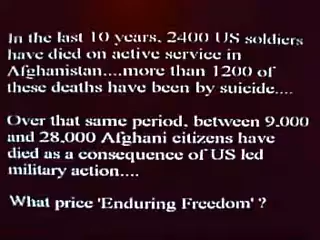 In the last 10 years, 2400 US soldiers
have died on active service in
Afghanistan....more than 1200 of
these deaths have been by suicide....
Over that same period, between 9,000
and 28,000 Afghani citizens have
died as a consequence of US led
military action....
What price 'Enduring Freedom' ?